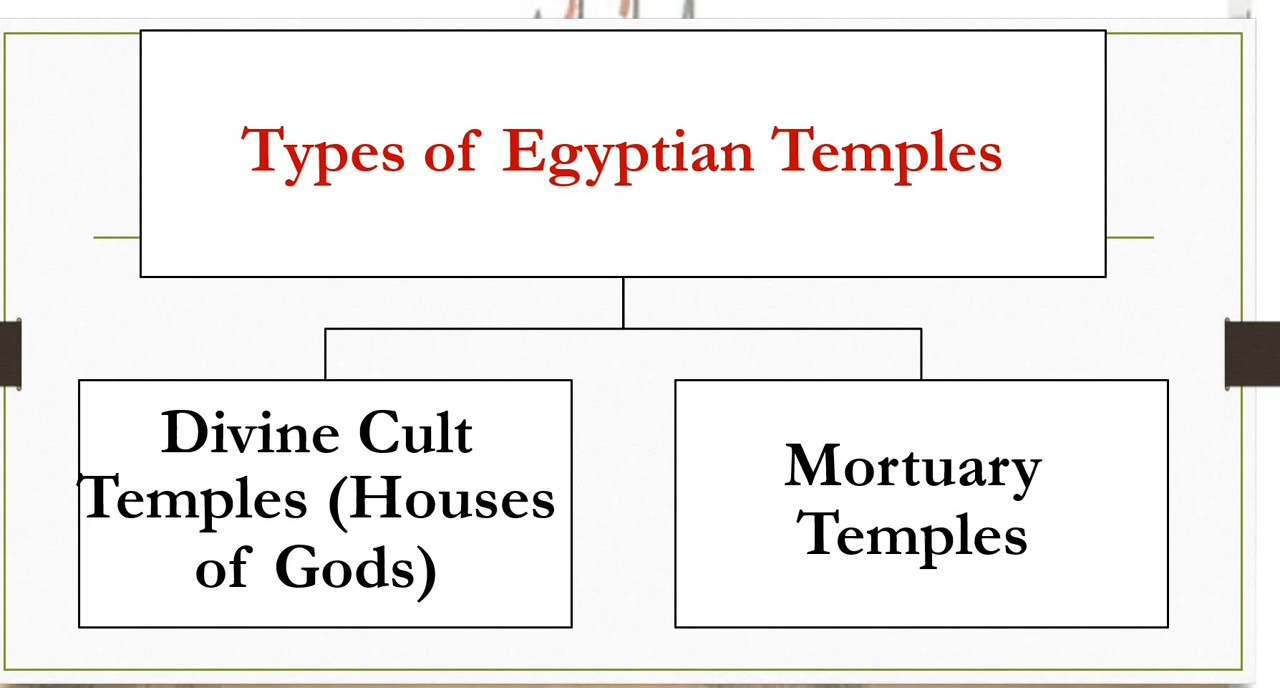 Types of Egyptian Temples
Divine Cult
Temples (Houses
of Gods)
Mortuary
Temples